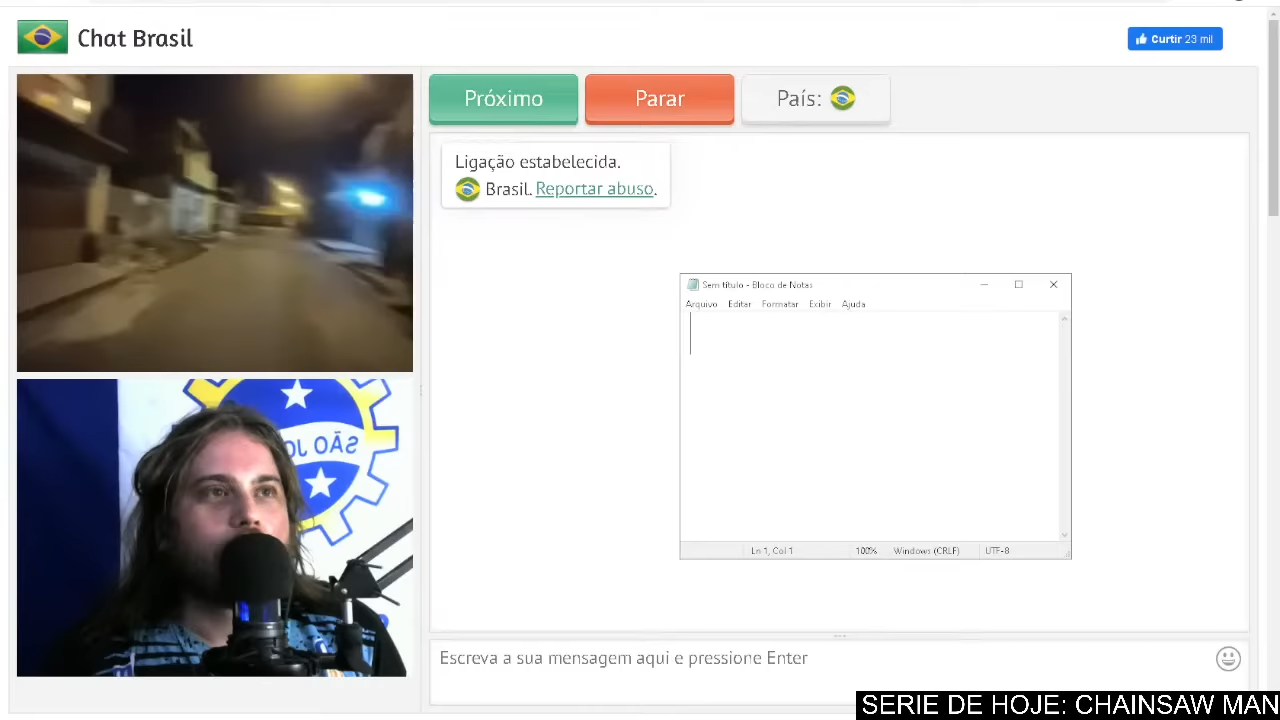 Chat Brasil
Curtir 23 mil
Próximo
Parar
País:
Ligação estabelecida.
Brasil. Reportar abuso.
Sem título - Bloco de Notas
Arquivo Editar Formatar Exibir Ajuda
Ln 1, Col 1
100%
Windows (CRLF)
UTF-8
SÃO JO
Escreva a sua mensagem aqui e pressione Enter
SERIE DE HOJE: CHAINSAW MAN